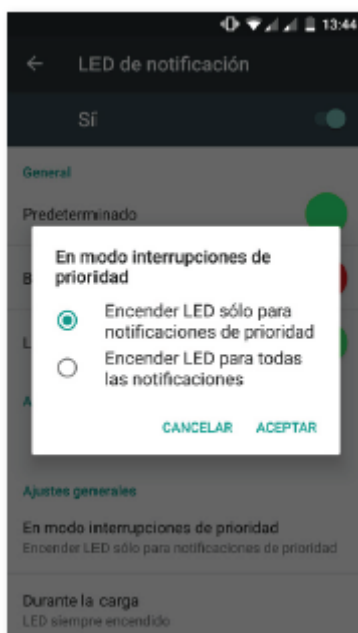 13:44
LED de notificación
Sí
General
Predeterminado
B
En modo interrupciones de
prioridad
Encender LED sólo para
notificaciones de prioridad
Encender LED para todas
las notificaciones
L
A
CANCELAR ACEPTAR
Ajustes generales
En modo interrupciones de prioridad
Encender LED sólo para notificaciones de prioridad
Durante la carga
LED siempre encendido